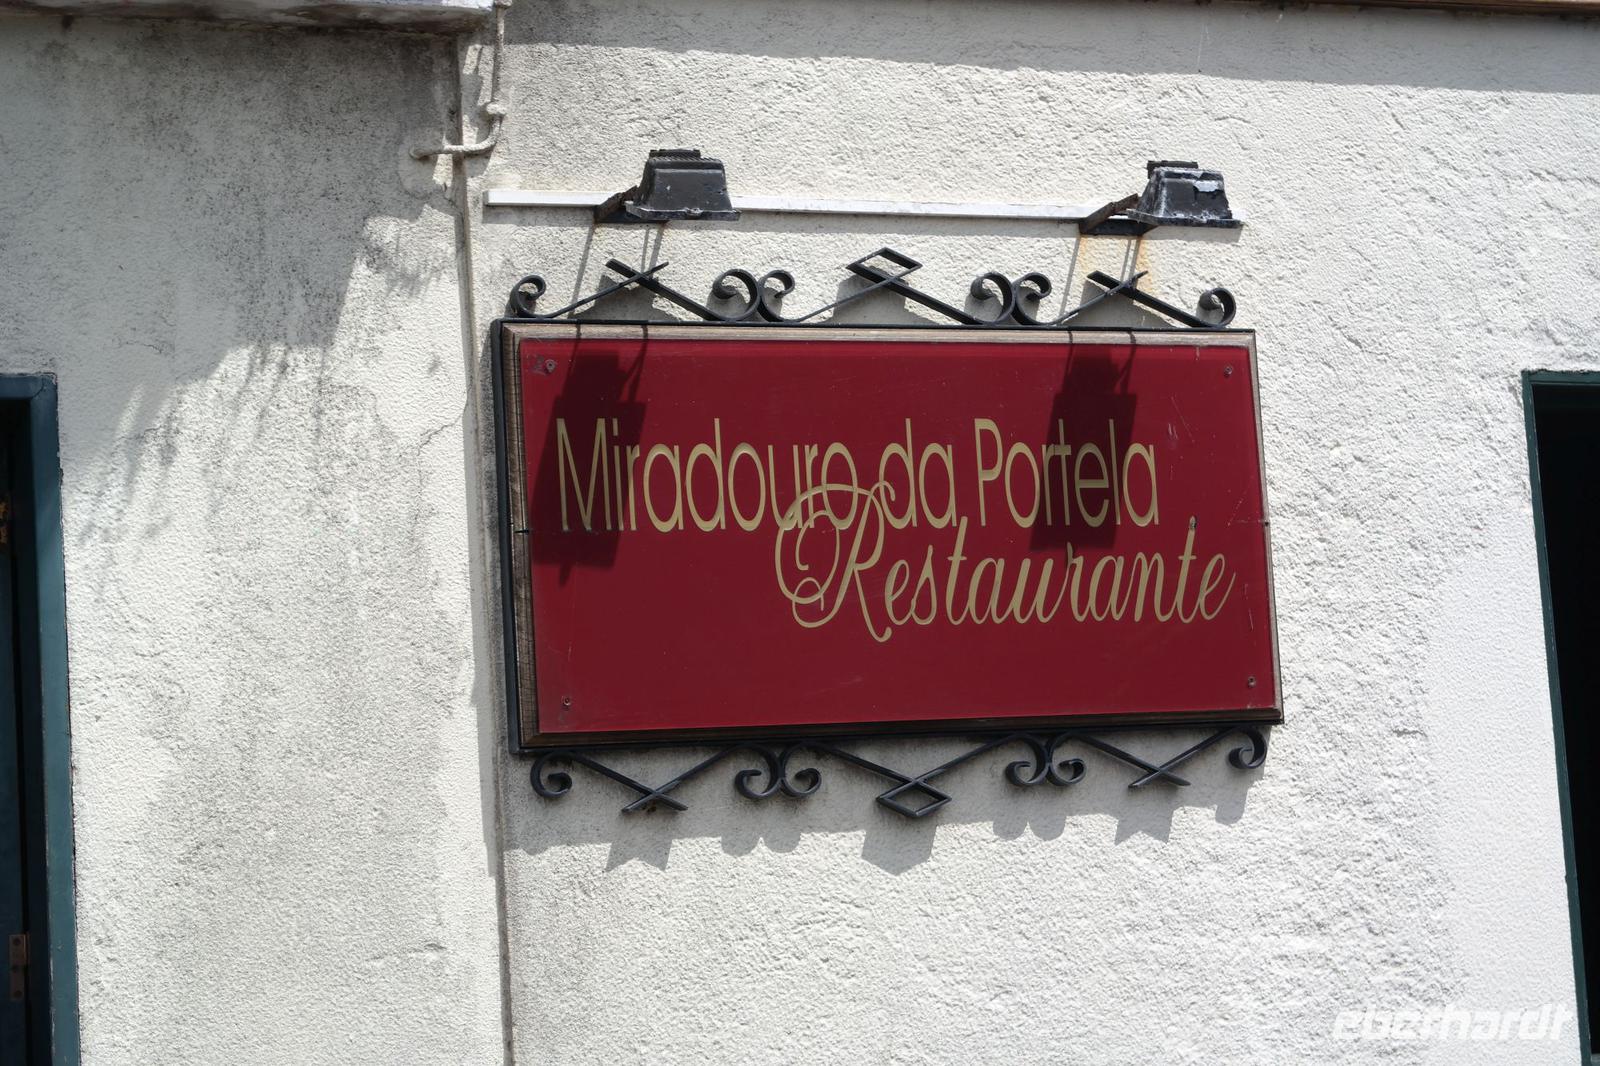 Miradouro da Portela
Restaurante
eberhardt